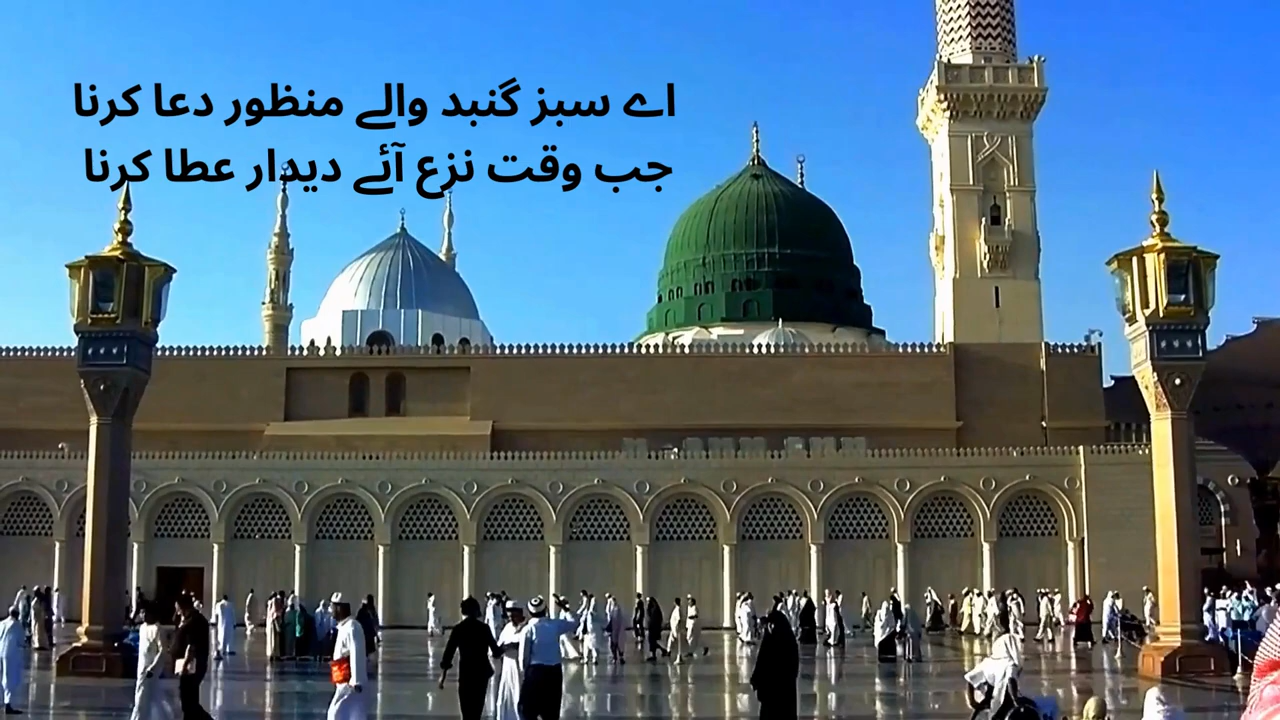 اے سبز گنبد والے منظور دعا کرنا
جب وقت نزع آئے دیدار عطا کرنا